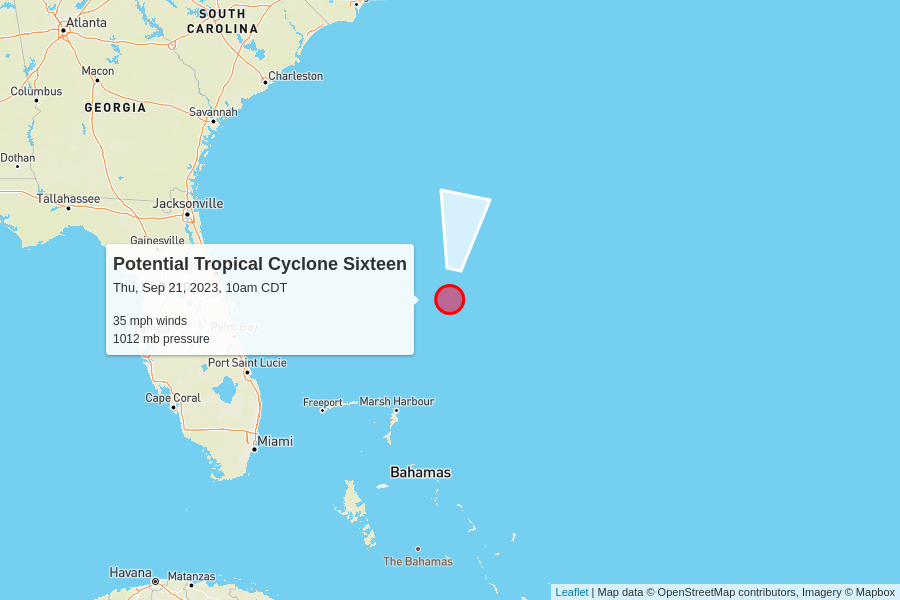 SOUTH
CAROLINA
Atlanta
Macon
Charleston
Columbus
GEORGIA
Savannah
Dothan
Tallahassee
Jacksonville
Gainesville
Potential Tropical Cyclone Sixteen
Thu, Sep 21, 2023, 10am CDT
35 mph winds
1012 mb pressure
Palm Bay
Port Saint Lucie
Cape Coral
Freeport
Marsh Harbour
Miami
Bahamas
The Bahamas
Havana
Matanzas
Leaflet | Map data © OpenStreetMap contributors, Imagery © Mapbox